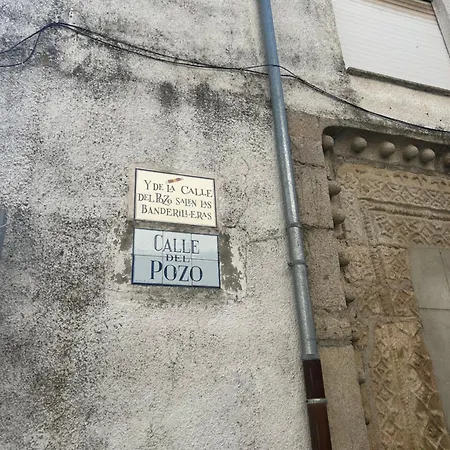 Y DE LA CALLE
DEL POZO SALEN LAS
BANDERILLERAS
CALLE
DEL
POZO